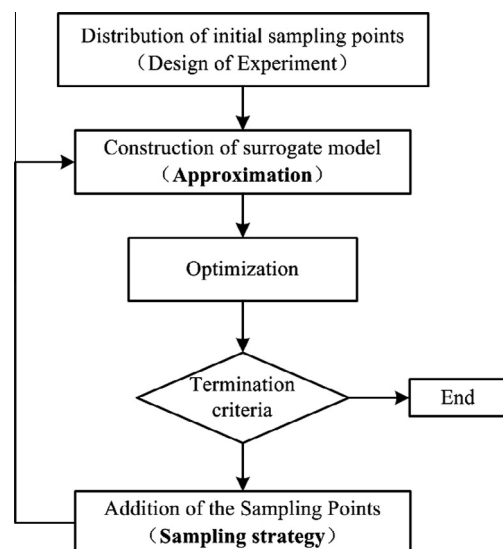 Distribution of initial sampling points
（Design of Experiment）
Construction of surrogate model
（Approximation）
Optimization
Termination
criteria
End
Addition of the Sampling Points
（Sampling strategy）